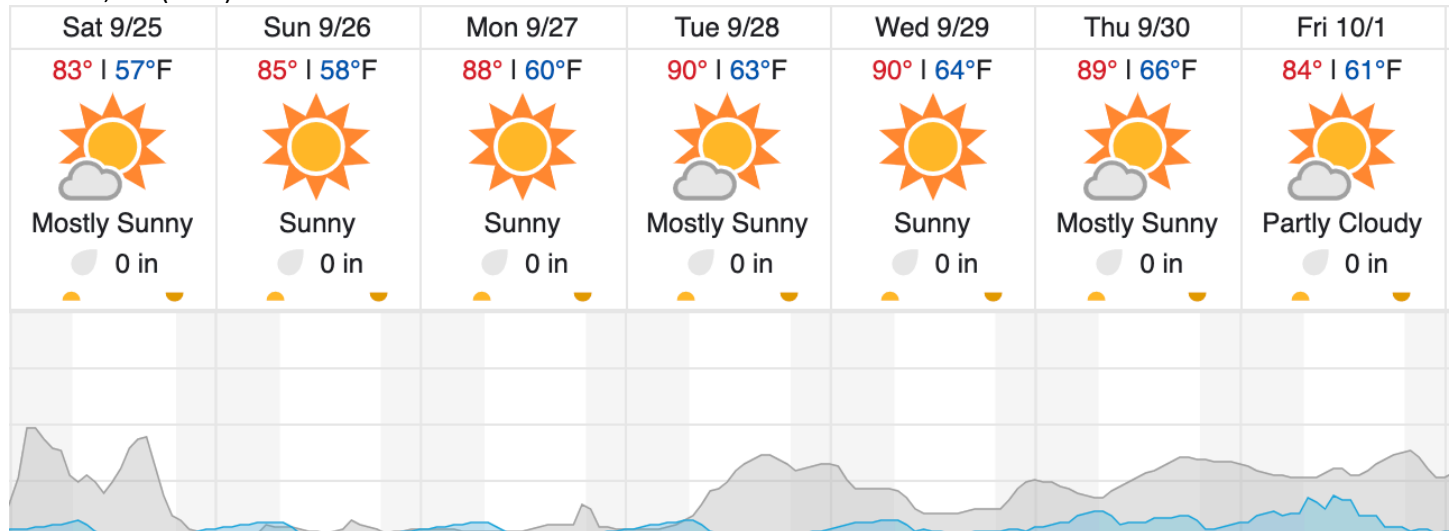 Sat 9/25 Sun 9/26 Mon 9/27 Tue 9/28 Wed 9/29 Thu 9/30 Fri 10/1
83° | 57°F 85° | 58°F 88° | 60°F 90° | 63°F 90° | 64°F 89° | 66°F 84° | 61°F
Mostly Sunny Sunny Sunny Mostly Sunny Sunny Mostly Sunny Partly Cloudy
0 in 0 in 0 in 0 in 0 in 0 in 0 in